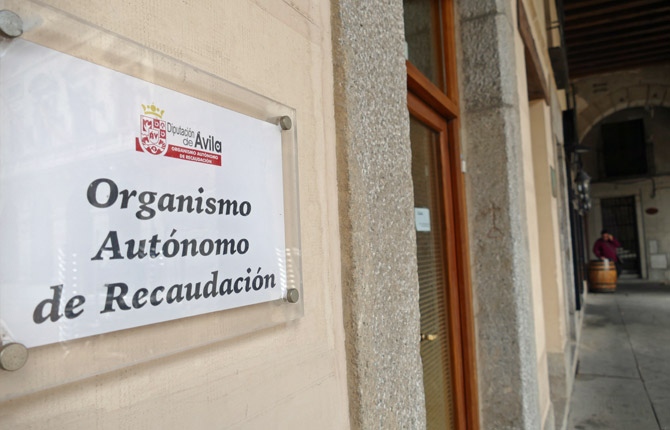 Diputación
de Ávila
ORGANISMO AUTÓNOMO
DE RECAUDACIÓN
Organismo
Autónomo
de Recaudación